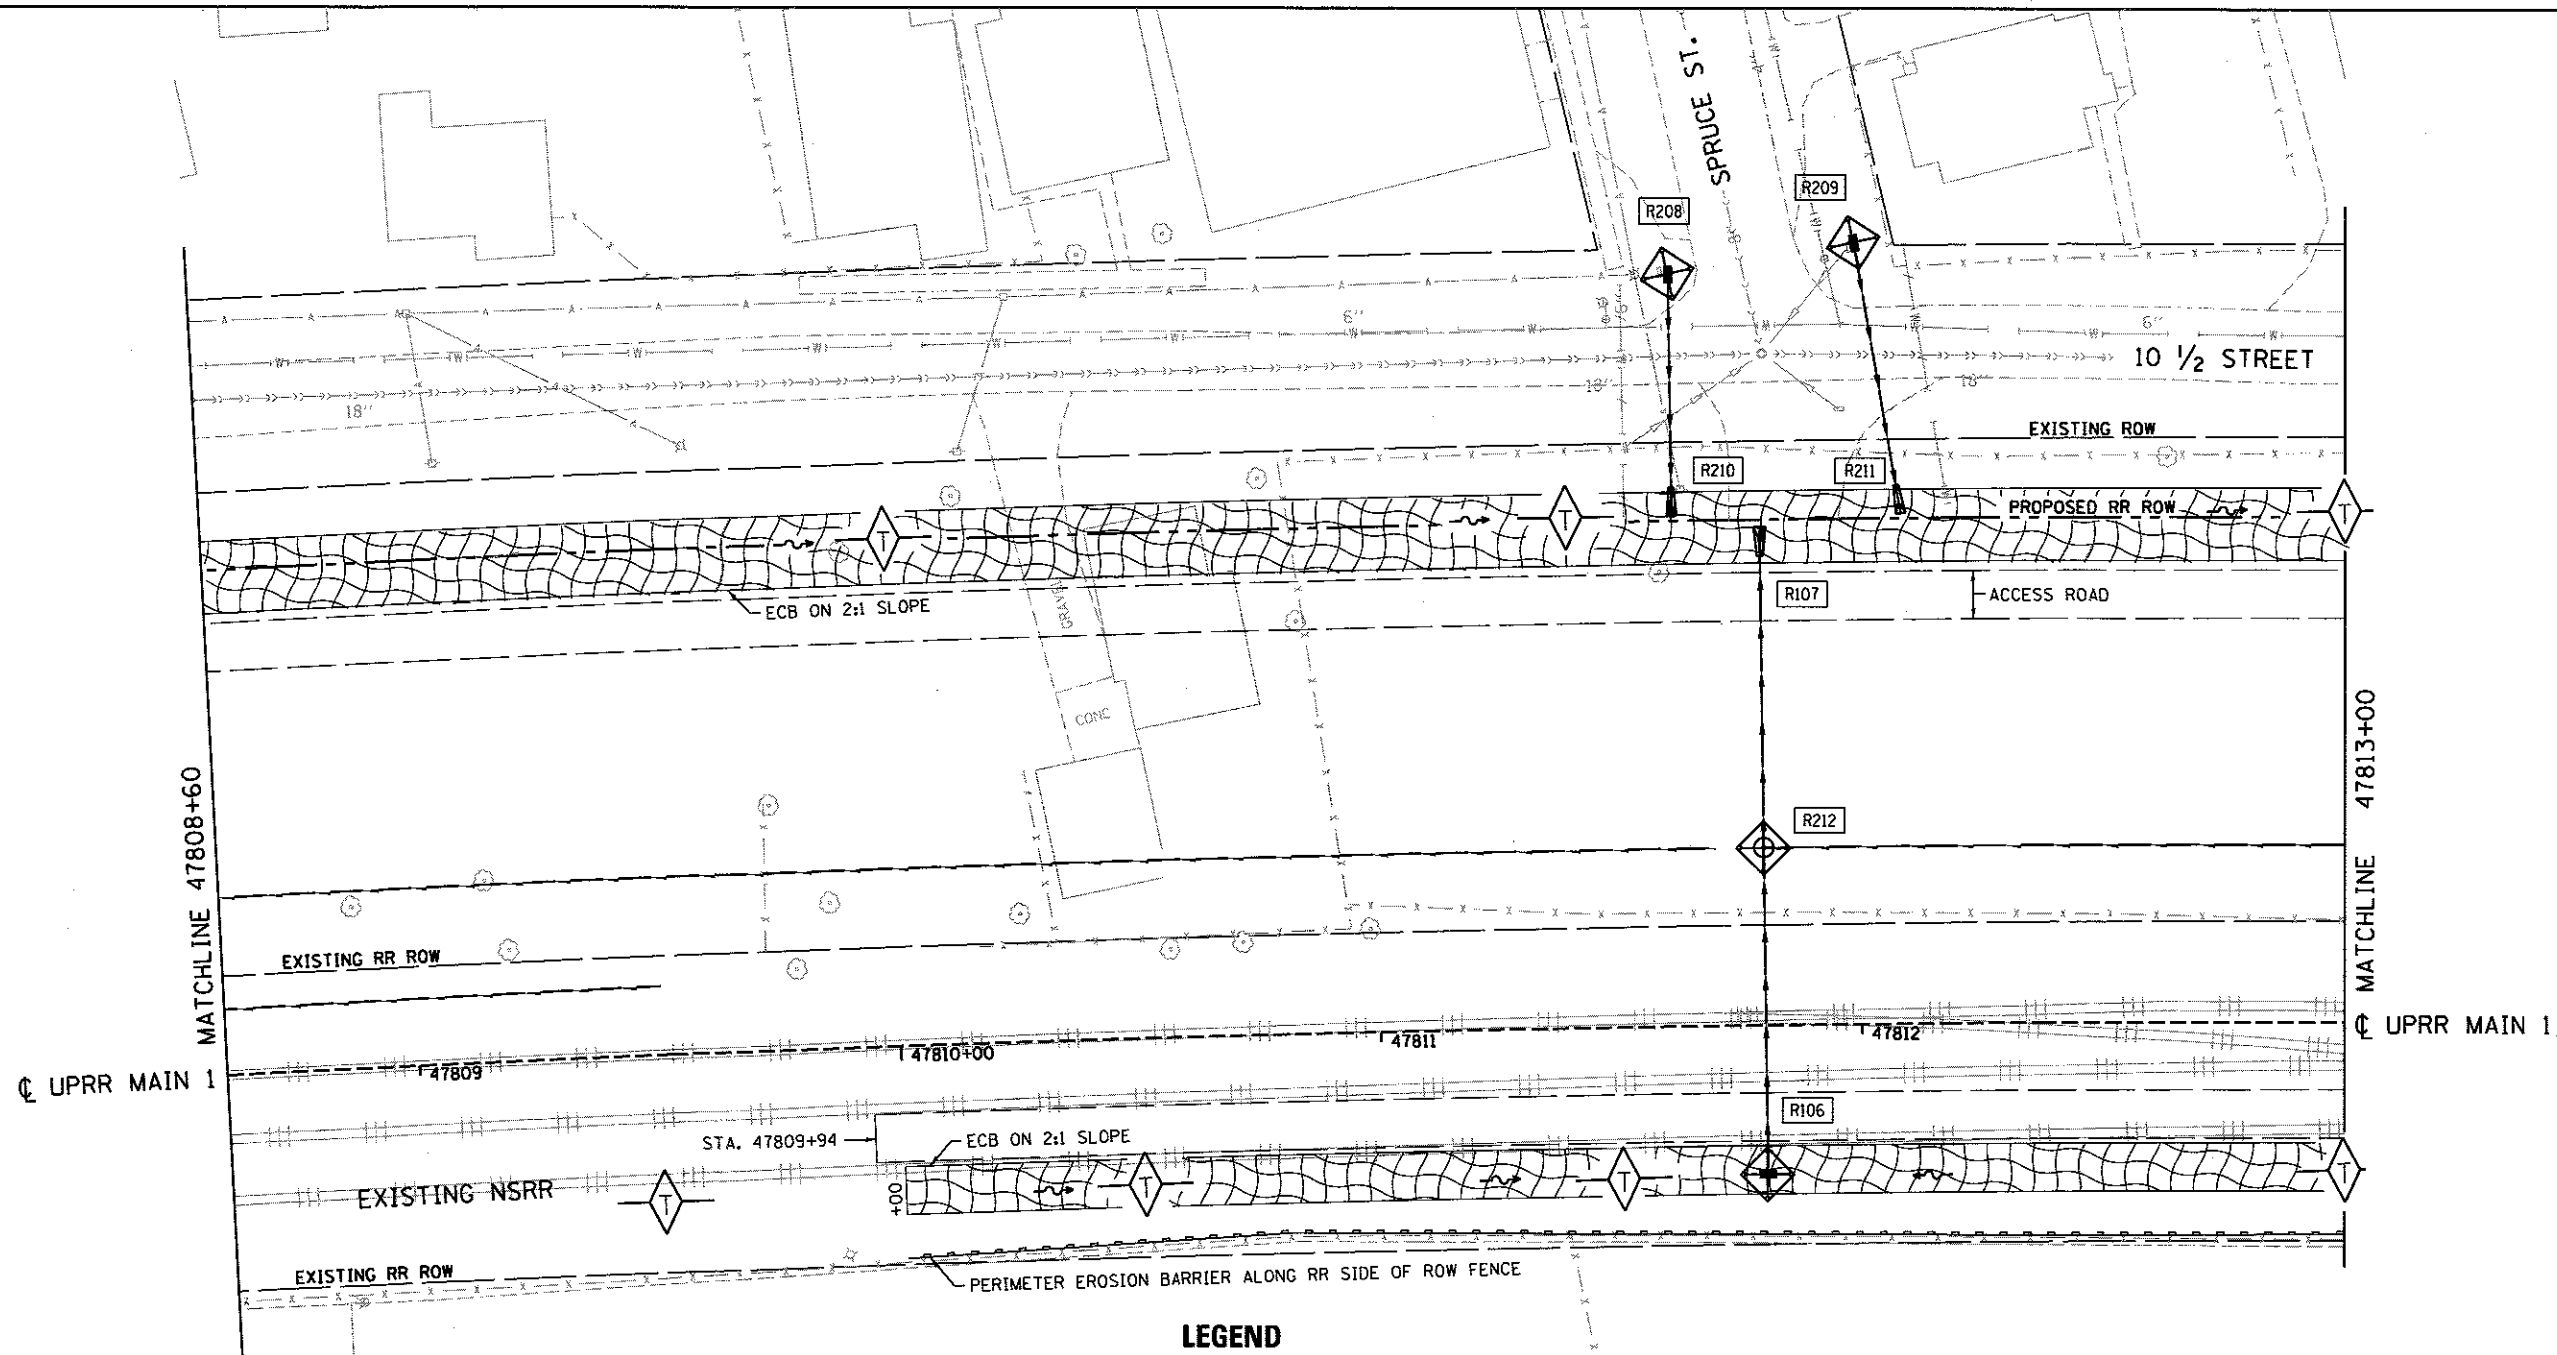 SPRUCE ST.
R209
R208
6"
6"
10 ½ STREET
18"
18"
18"
EXISTING ROW
R210
R211
PROPOSED RR ROW
ECB ON 2:1 SLOPE
R107
ACCESS ROAD
CONC
MATCHLINE 47808+60
MATCHLINE 47813+00
R212
EXISTING RR ROW
℄ UPRR MAIN 1
47809
47810+00
47811
47812
℄ UPRR MAIN 1
R106
STA. 47809+94
ECB ON 2:1 SLOPE
EXISTING NSRR
T
T
T
T
T
T
T
+00
EXISTING RR ROW
PERIMETER EROSION BARRIER ALONG RR SIDE OF ROW FENCE
LEGEND